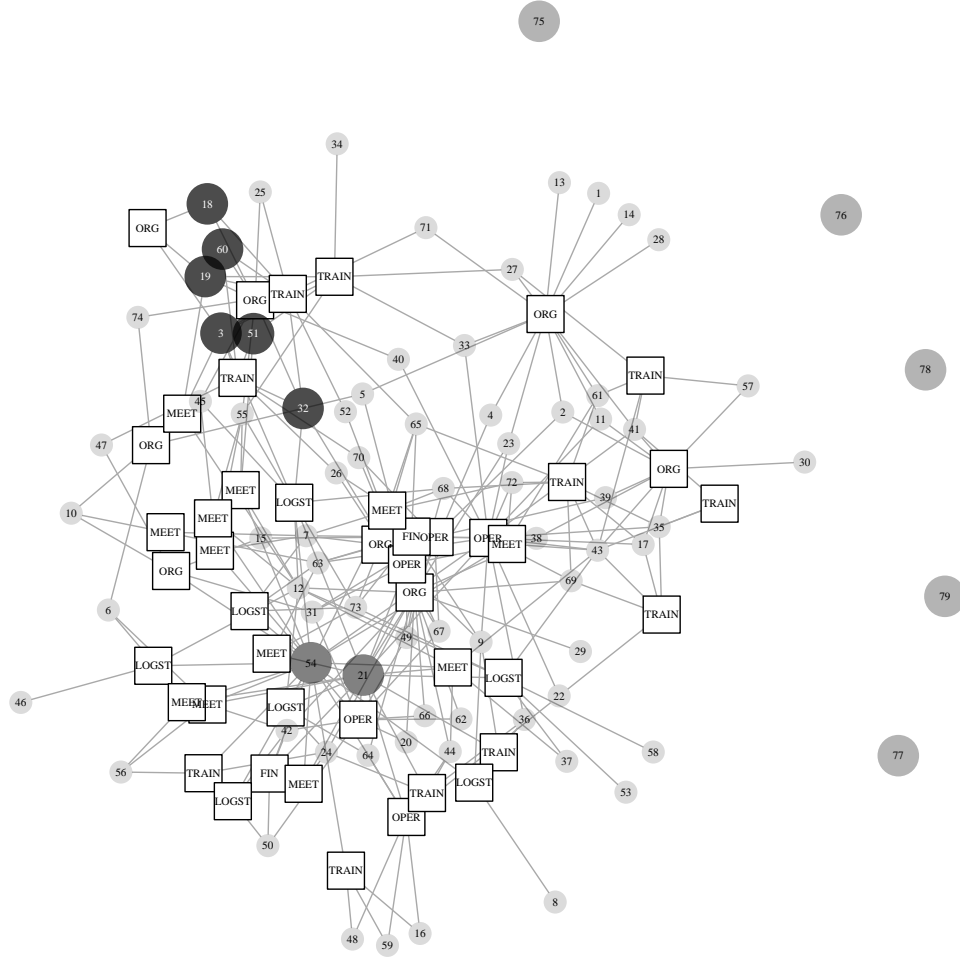 75
34
13
1
25
18
14
76
ORG
71
28
60
27
19
TRAIN
TRAIN
ORG
ORG
74
3
51
33
40
78
TRAIN
TRAIN
57
5
61
45
32
52
MEET
55
4
2
11
65
41
47
ORG
23
70
30
ORG
26
72
TRAIN
68
MEET
39
LOGST
TRAIN
MEET
10
MEET
35
MEET
7
15
FIN
OPER
OPER
38
ORG
MEET
17
MEET
43
63
OPER
ORG
69
12
ORG
79
73
6
LOGST
31
TRAIN
67
49
9
29
MEET
54
LOGST
MEET
21
LOGST
22
46
MEET
MEET
LOGST
66
62
36
OPER
42
20
44
24
64
TRAIN
58
77
37
56
TRAIN
FIN
MEET
LOGST
53
TRAIN
LOGST
OPER
50
TRAIN
8
16
48
59